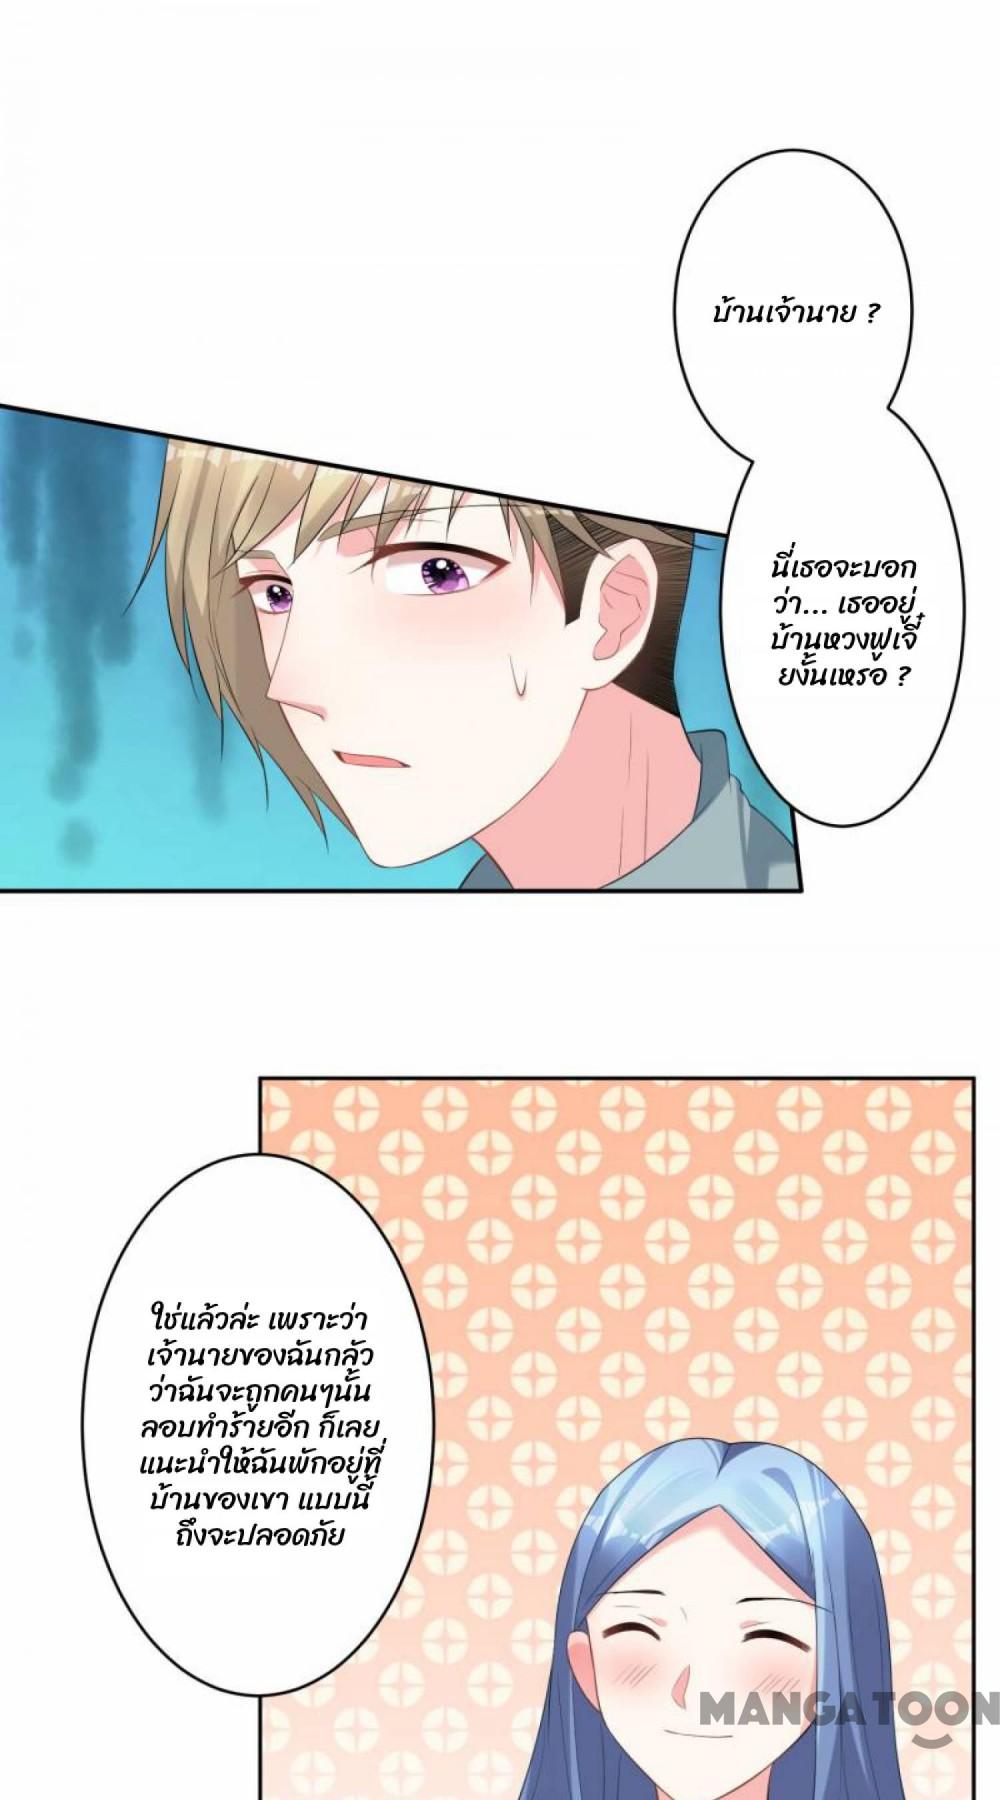 บ้านเจ้านาย ?
นี่เธอจะบอก
ว่า... เธออยู่
บ้านหวงฟูเจี๋
ยงั้นเหรอ ?
ใช่แล้วล่ะ เพราะว่า
เจ้านายของฉันกลัว
ว่าฉันจะถูกคนๆนั้น
ลอบทำร้ายอีก ก็เลย
แนะนำให้ฉันพักอยู่ที่
บ้านของเขา แบบนี้
ถึงจะปลอดภัย
MANGATOON